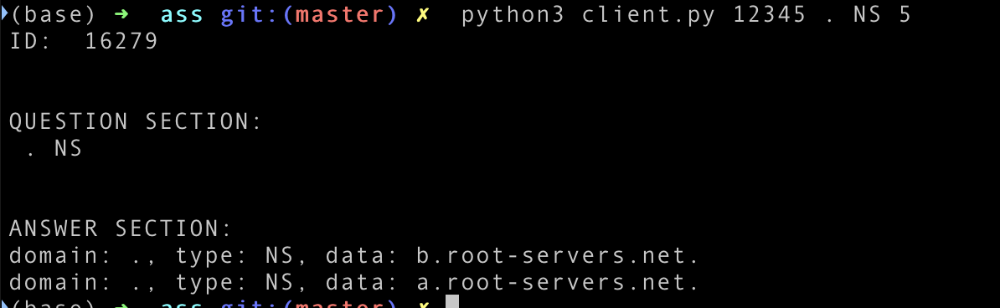 (base) ➜  ass git:(master) ✗  python3 client.py 12345 . NS 5
ID:  16279
QUESTION SECTION:
 . NS
ANSWER SECTION:
domain: ., type: NS, data: b.root-servers.net.
domain: ., type: NS, data: a.root-servers.net.
(base) ➜  ass git:(master) ✗